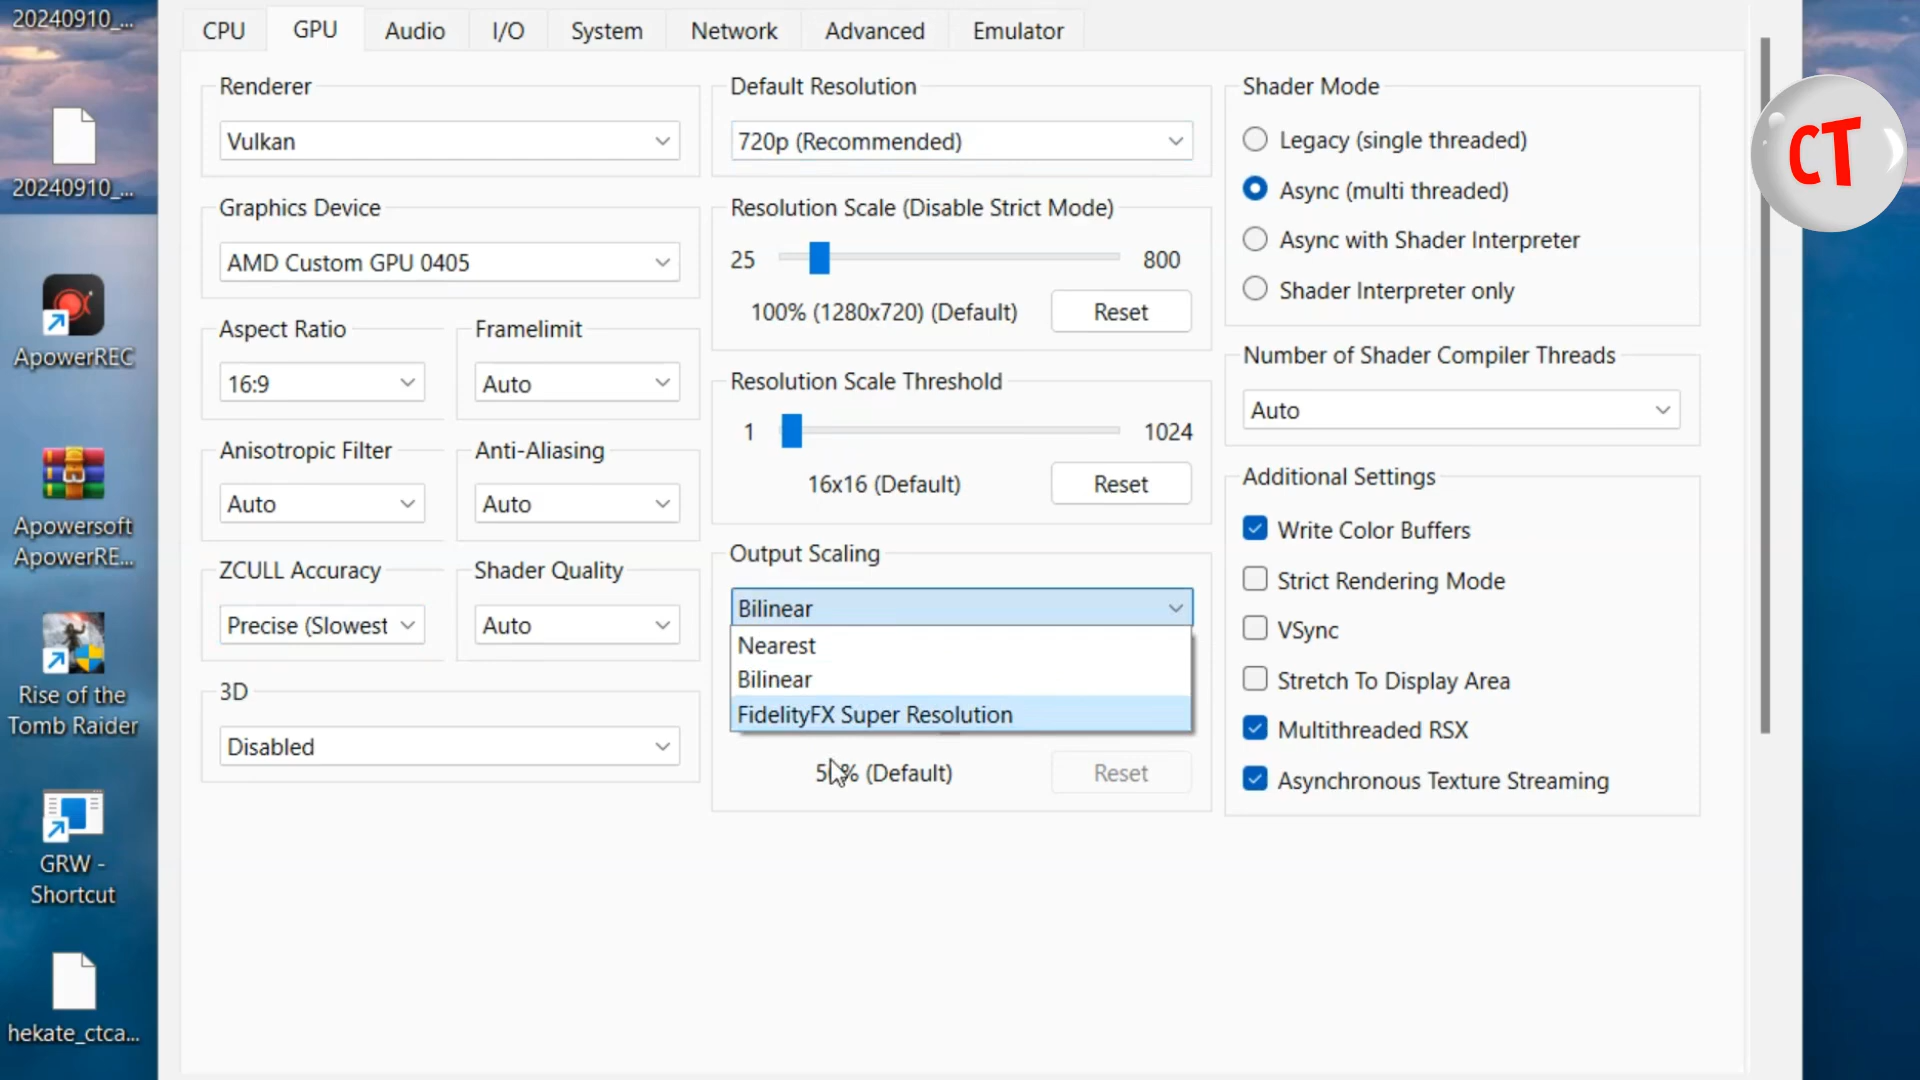 20240910_...
20240910_...
ApowerREC
Apowersoft
ApowerRE...
Rise of the
Tomb Raider
GRW -
Shortcut
hekate_ctca...
CPU
GPU
Audio
I/O
System
Network
Advanced
Emulator
Renderer
Vulkan
Graphics Device
AMD Custom GPU 0405
Aspect Ratio
16:9
Framelimit
Auto
Anisotropic Filter
Auto
Anti-Aliasing
Auto
ZCULL Accuracy
Precise (Slowest
Shader Quality
Auto
3D
Disabled
Default Resolution
720p (Recommended)
Resolution Scale (Disable Strict Mode)
25
800
100% (1280x720) (Default)
Reset
Resolution Scale Threshold
1
1024
16x16 (Default)
Reset
Output Scaling
Bilinear
Nearest
Bilinear
FidelityFX Super Resolution
(Default)
Reset
Shader Mode
Legacy (single threaded)
Async (multi threaded)
Async with Shader Interpreter
Shader Interpreter only
Number of Shader Compiler Threads
Auto
Additional Settings
Write Color Buffers
Strict Rendering Mode
VSync
Stretch To Display Area
Multithreaded RSX
Asynchronous Texture Streaming
CT